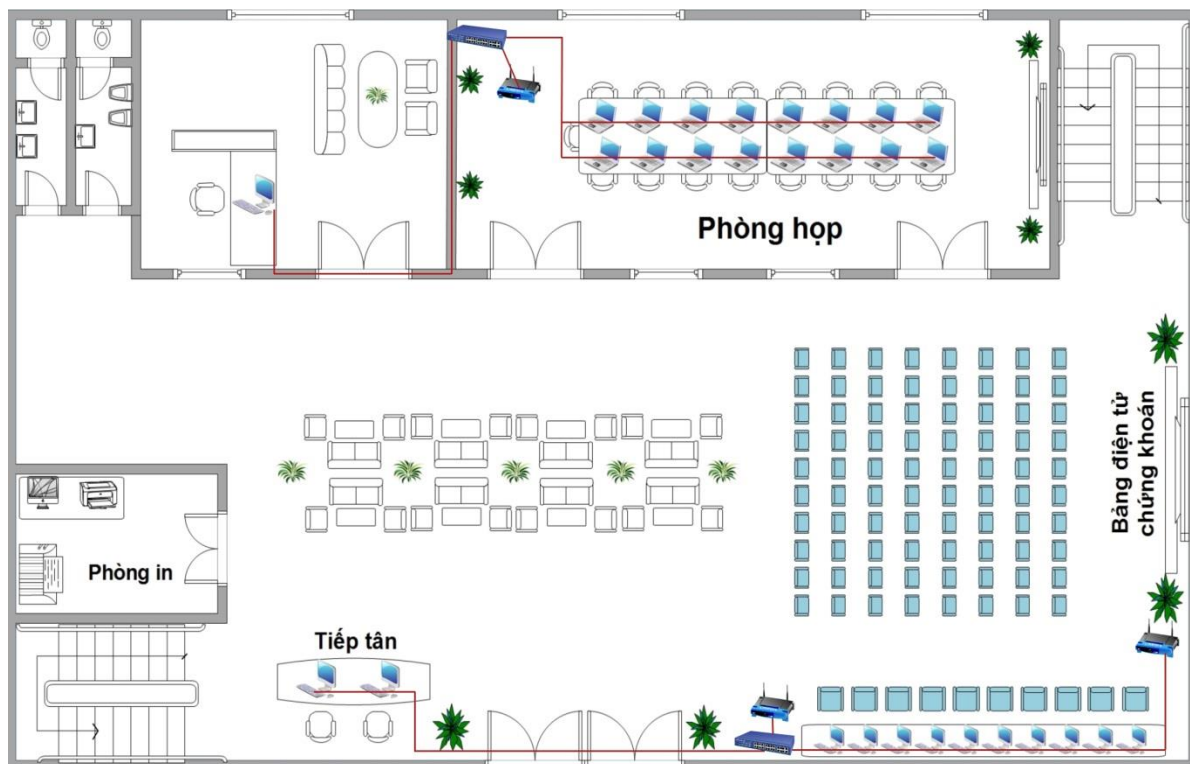 Phòng họp
Bảng điện tử
chứng khoán
Phòng in
Tiếp tân